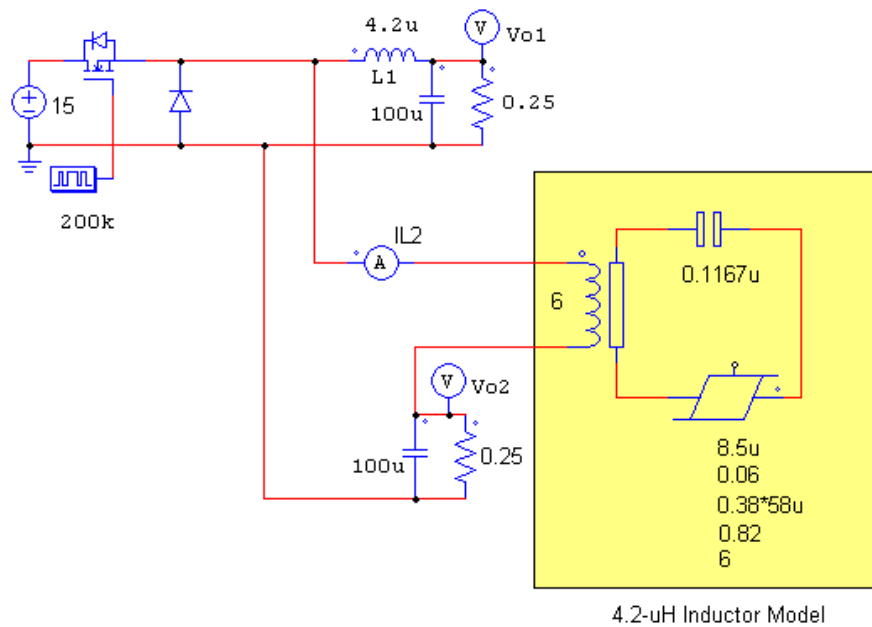 4.2u
V
Vo1
L1
15
100u
0.25
200k
IL2
A
6
0.1167u
V
Vo2
100u
0.25
8.5u
0.06
0.38*58u
0.82
6
4.2-uH Inductor Model